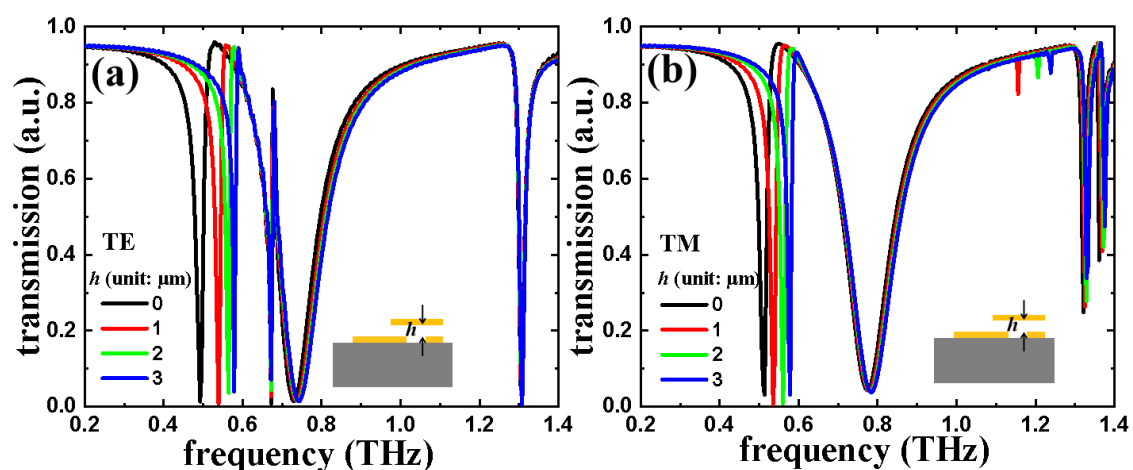 (a)
transmission (a.u.)
1.0
0.8
0.6
0.4
0.2
0.0
TE
h (unit: μm)
0
1
2
3
h
0.2 0.4 0.6 0.8 1.0 1.2 1.4
frequency (THz)
(b)
transmission (a.u.)
1.0
0.8
0.6
0.4
0.2
0.0
TM
h (unit: μm)
0
1
2
3
h
0.2 0.4 0.6 0.8 1.0 1.2 1.4
frequency (THz)